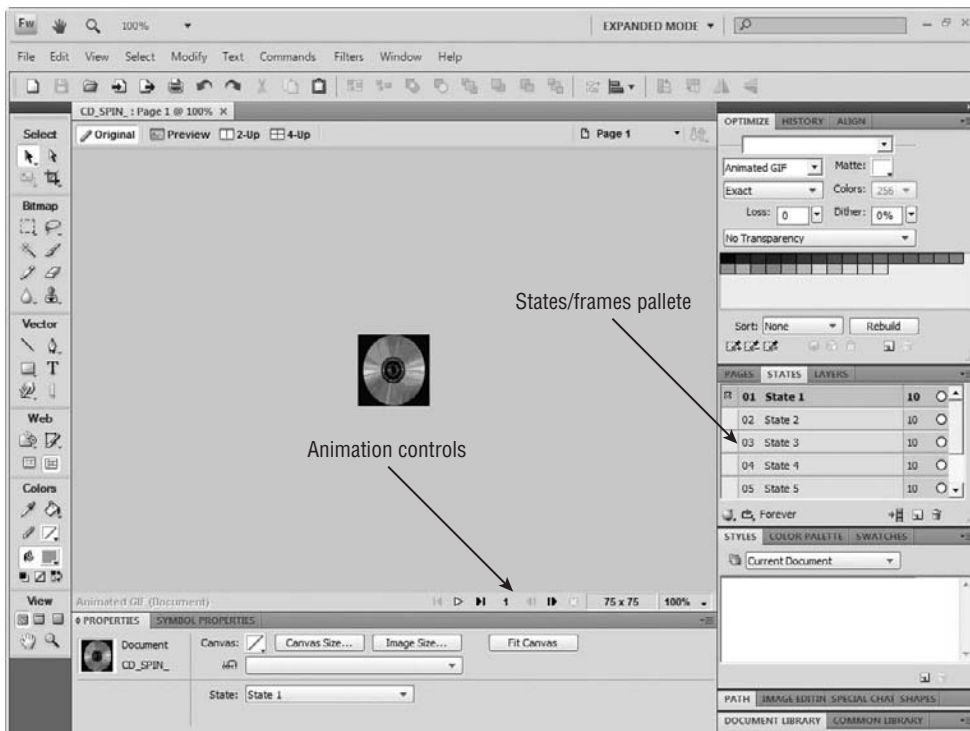 Fw 100% EXPANDED MODE
File Edit View Select Modify Text Commands Filters Window Help
CD_SPIN_ : Page 1 @ 100% ×
Original Preview 2-Up 4-Up Page 1
Select
Bitmap
Vector
Web
Colors
View
States/frames pallete
Animation controls
Animated GIF (Document) 1 75 x 75 100%
PROPERTIES SYMBOL PROPERTIES
Document Canvas: Canvas Size... Image Size... Fit Canvas
CD_SPIN_
State: State 1
OPTIMIZE HISTORY ALIGN
Animated GIF Matte:
Exact Colors: 256
Loss: 0 Dither: 0%
No Transparency
Sort: None Rebuild
PAGES STATES LAYERS
01 State 1 10
02 State 2 10
03 State 3 10
04 State 4 10
05 State 5 10
Forever
STYLES COLOR PALETTE SWATCHES
Current Document
PATH IMAGE EDITIN SPECIAL CHAT SHAPES
DOCUMENT LIBRARY COMMON LIBRARY